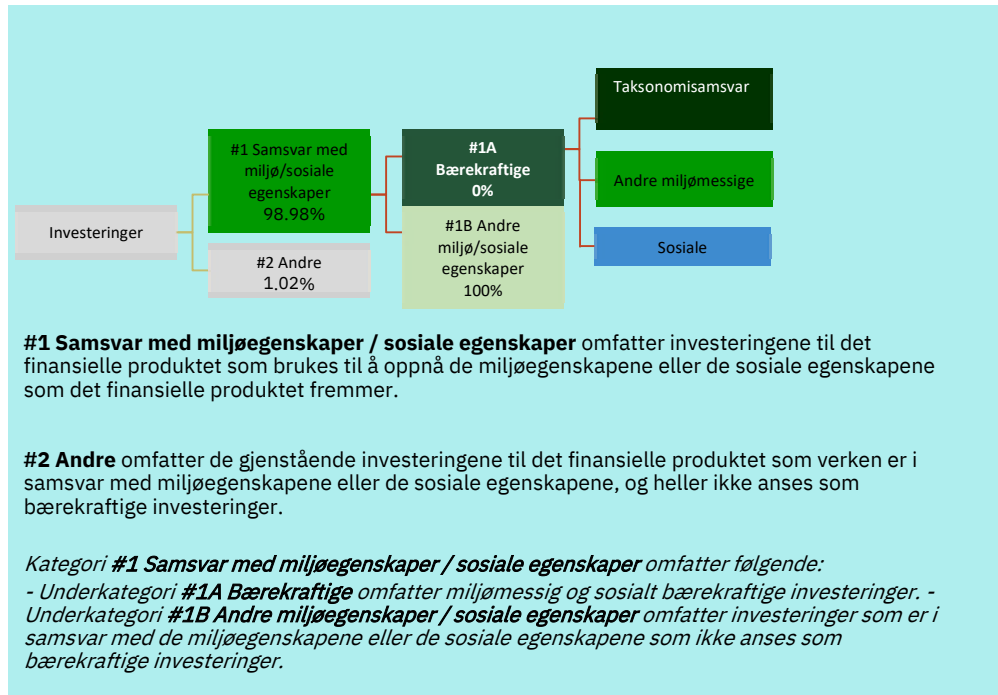 Investeringer
#1 Samsvar med
miljø/sosiale
egenskaper
98.98%
#2 Andre
1.02%
#1A
Bærekraftige
0%
#1B Andre
miljø/sosiale
egenskaper
100%
Taksonomisamsvar
Andre miljømessige
Sosiale
#1 Samsvar med miljøegenskaper / sosiale egenskaper omfatter investeringene til det
finansielle produktet som brukes til å oppnå de miljøegenskapene eller de sosiale egenskapene
som det finansielle produktet fremmer.
#2 Andre omfatter de gjenstående investeringene til det finansielle produktet som verken er i
samsvar med miljøegenskapene eller de sosiale egenskapene, og heller ikke anses som
bærekraftige investeringer.
Kategori #1 Samsvar med miljøegenskaper / sosiale egenskaper omfatter følgende:
- Underkategori #1A Bærekraftige omfatter miljømessig og sosialt bærekraftige investeringer. -
Underkategori #1B Andre miljøegenskaper / sosiale egenskaper omfatter investeringer som er i
samsvar med de miljøegenskapene eller de sosiale egenskapene som ikke anses som
bærekraftige investeringer.